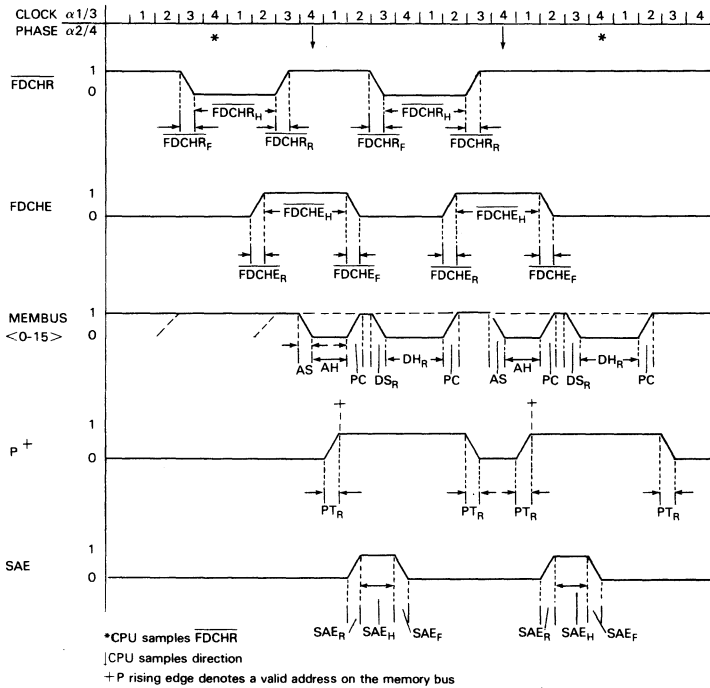 CLOCK α1/3 1 2 3 4 1 2 3 4 1 2 3 4 1 2 3 4 1 2 3 4 1 2 3 4
PHASE α2/4 * ↓ ↓ *
FDCHR 1
0
FDCHR_H FDCHR_H
FDCHR_F FDCHR_R FDCHR_F FDCHR_R
FDCHE 1
0
FDCHE_H FDCHE_H
FDCHE_R FDCHE_F FDCHE_R FDCHE_F
MEMBUS 1
<0-15> 0
AH DH_R AH DH_R
AS PC DS_R PC AS PC DS_R PC
+ +
P + 1
0
PT_R PT_R PT_R PT_R
SAE 1
0
SAE_R SAE_H SAE_F SAE_R SAE_H SAE_F
*CPU samples FDCHR
↓CPU samples direction
+P rising edge denotes a valid address on the memory bus